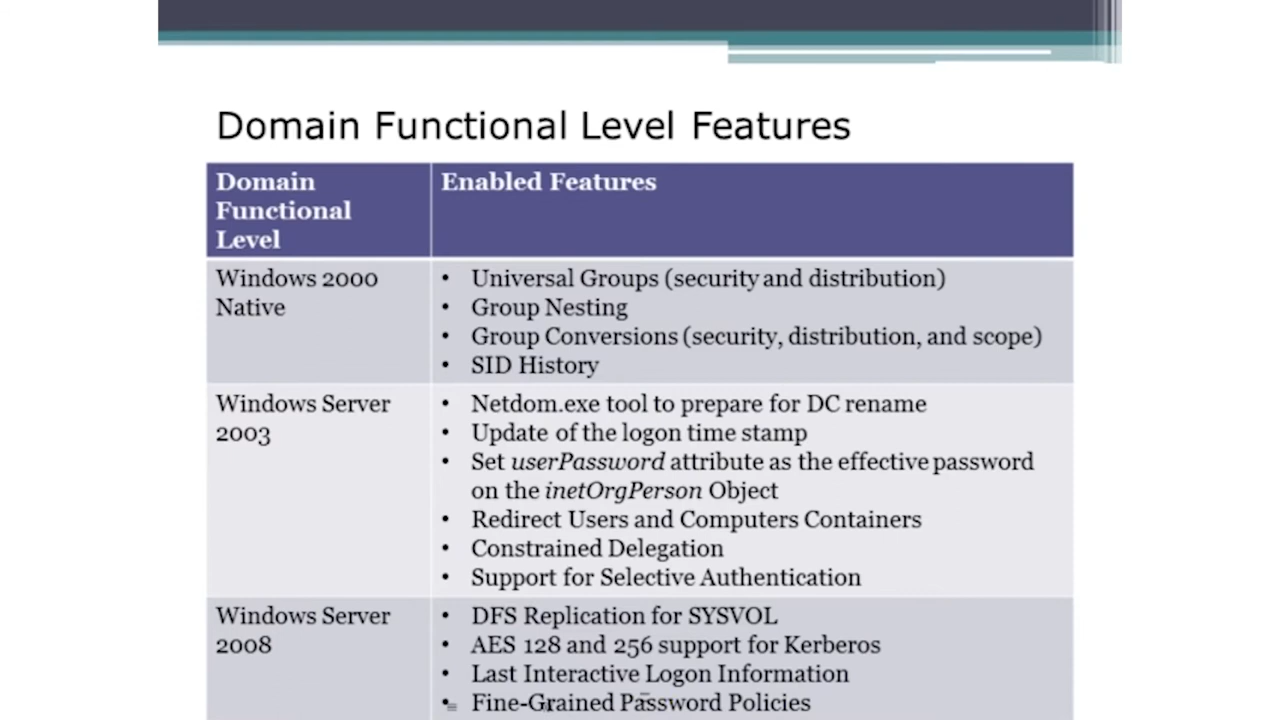 Domain Functional Level Features
Domain
Functional
Level
Enabled Features
Windows 2000
Native
• Universal Groups (security and distribution)
• Group Nesting
• Group Conversions (security, distribution, and scope)
• SID History
Windows Server
2003
• Netdom.exe tool to prepare for DC rename
• Update of the logon time stamp
• Set userPassword attribute as the effective password
on the inetOrgPerson Object
• Redirect Users and Computers Containers
• Constrained Delegation
• Support for Selective Authentication
Windows Server
2008
• DFS Replication for SYSVOL
• AES 128 and 256 support for Kerberos
• Last Interactive Logon Information
• Fine-Grained Password Policies